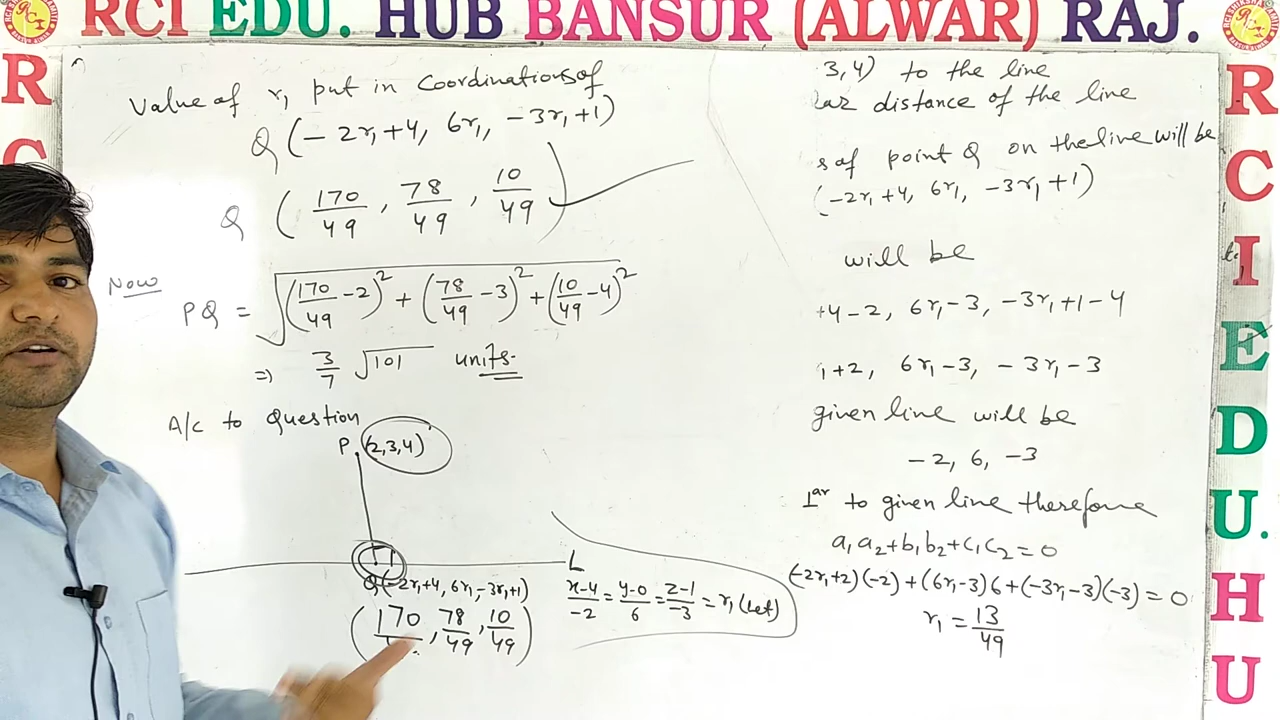 RCI EDU. HUB BANSUR (ALWAR) RAJ.
R
C
Value of r₁ put in Coordinations of
Q (-2r₁+4, 6r₁, -3r₁+1)
Q (170/49, 78/49, 10/49)
Now
PQ = √((170/49 -2)² + (78/49 -3)² + (10/49 -4)²)
⇒ 3/7 √101 units.
A/c to Question
P (2,3,4)
L
Q(-2r₁+4, 6r₁, -3r₁+1)
(170/, 78/49, 10/49)
x-4/-2 = y-0/6 = z-1/-3 = r₁ (Let)
3,4) to the line
lar distance of the line
s of point Q on the line will be
(-2r₁+4, 6r₁, -3r₁+1)
will be
+4-2, 6r₁-3, -3r₁+1-4
1+2, 6r₁-3, -3r₁-3
given line will be
-2, 6, -3
⊥ar to given line therefore
a₁a₂+b₁b₂+c₁c₂=0
(-2r₁+2)(-2)+(6r₁-3)6+(-3r₁-3)(-3)=0
r₁ = 13/49
R
C
I
E
D
U.
H
U